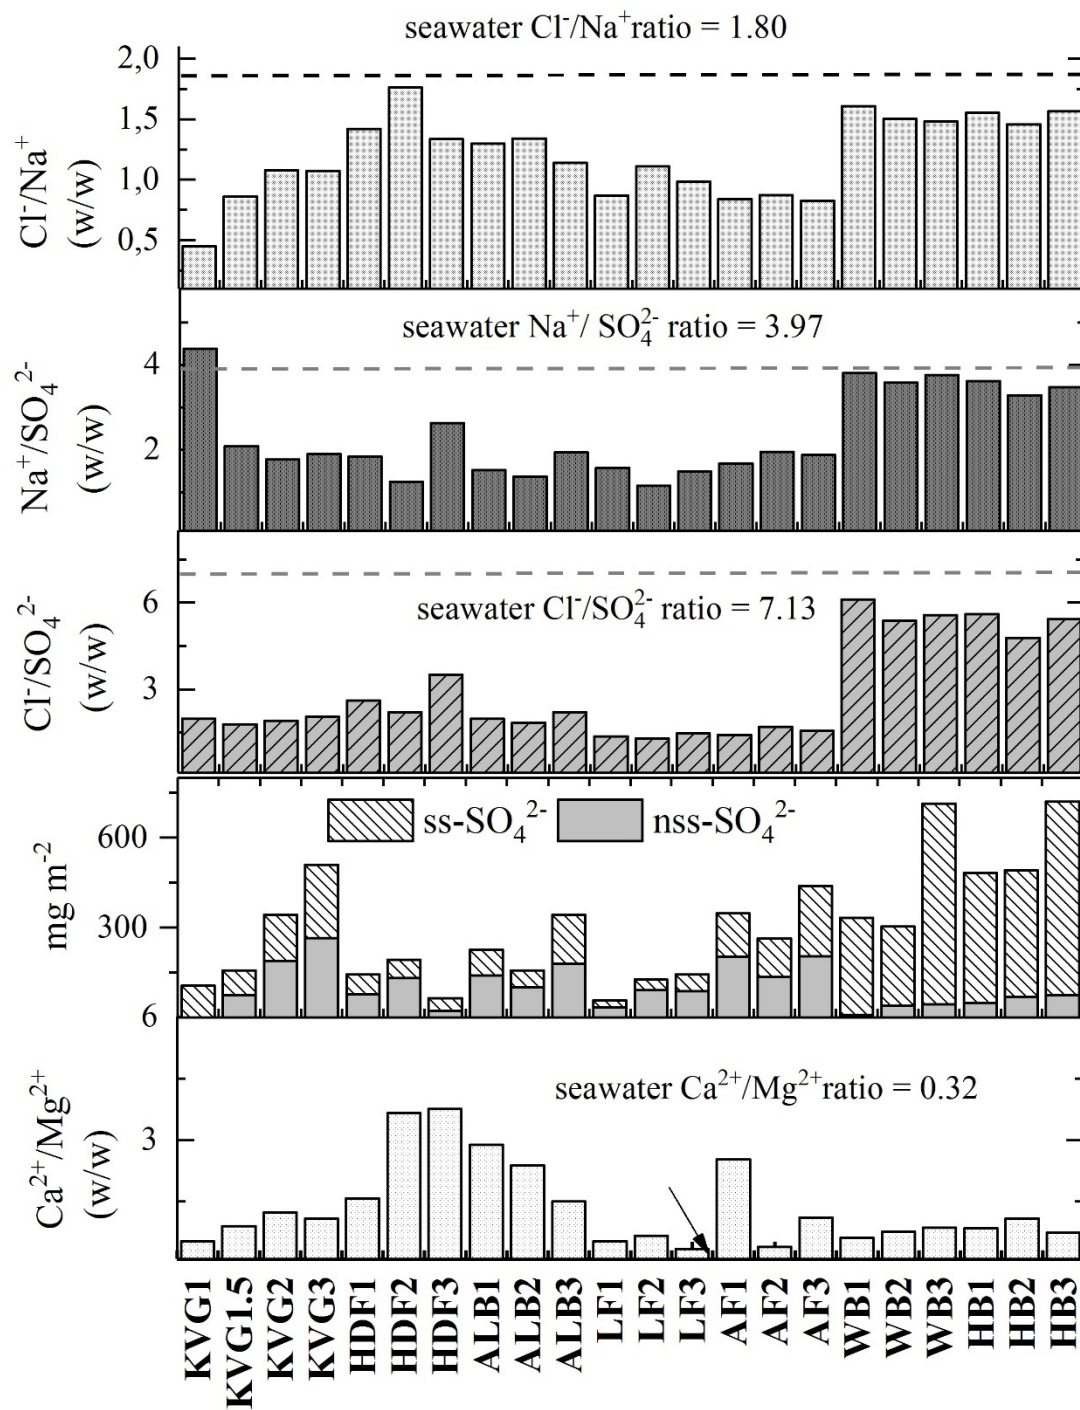 seawater Cl⁻/Na⁺ratio = 1.80
2,0
1,5
1,0
0,5
Cl⁻/Na⁺
(w/w)
seawater Na⁺/ SO₄²⁻ ratio = 3.97
4
2
Na⁺/SO₄²⁻
(w/w)
seawater Cl⁻/SO₄²⁻ ratio = 7.13
6
3
Cl⁻/SO₄²⁻
(w/w)
ss-SO₄²⁻ nss-SO₄²⁻
600
300
mg m⁻²
6
seawater Ca²⁺/Mg²⁺ratio = 0.32
3
Ca²⁺/Mg²⁺
(w/w)
KVG1
KVG1.5
KVG2
KVG3
HDF1
HDF2
HDF3
ALB1
ALB2
ALB3
LF1
LF2
LF3
AF1
AF2
AF3
WB1
WB2
WB3
HB1
HB2
HB3